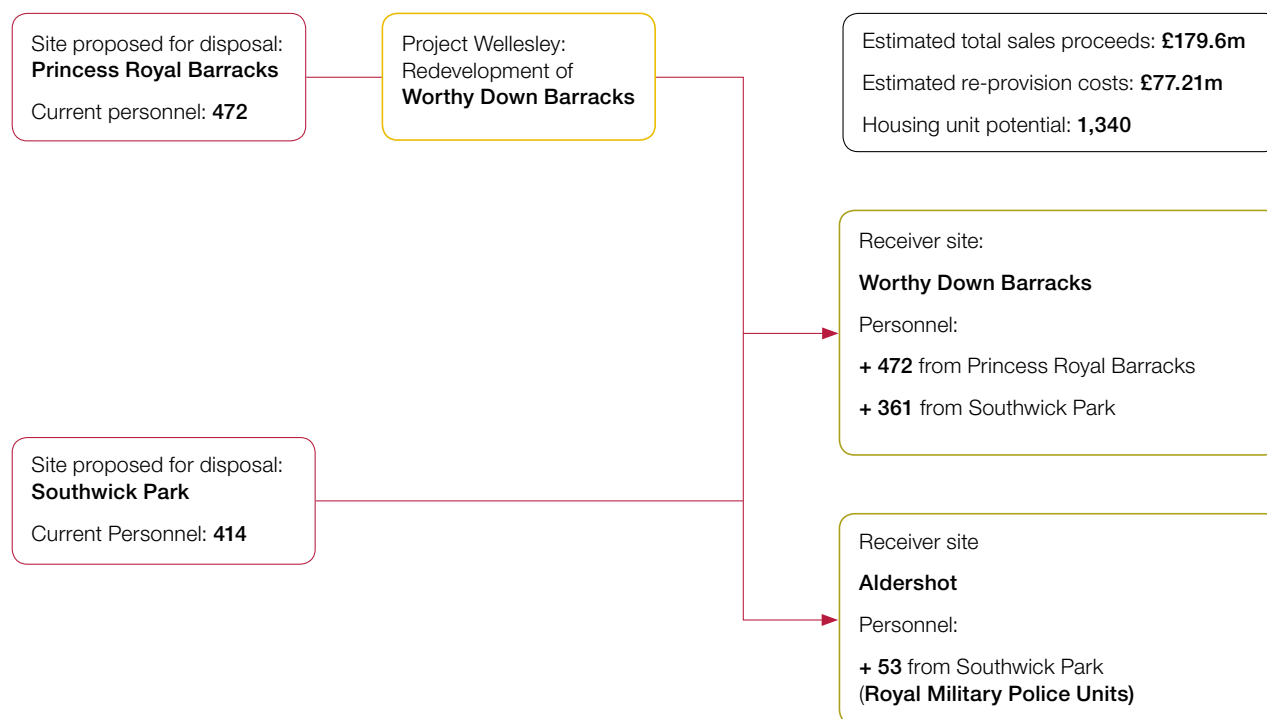 Site proposed for disposal:
Princess Royal Barracks
Current personnel: 472
Project Wellesley:
Redevelopment of
Worthy Down Barracks
Estimated total sales proceeds: £179.6m
Estimated re-provision costs: £77.21m
Housing unit potential: 1,340
Receiver site:
Worthy Down Barracks
Personnel:
+ 472 from Princess Royal Barracks
+ 361 from Southwick Park
Site proposed for disposal:
Southwick Park
Current Personnel: 414
Receiver site
Aldershot
Personnel:
+ 53 from Southwick Park
(Royal Military Police Units)